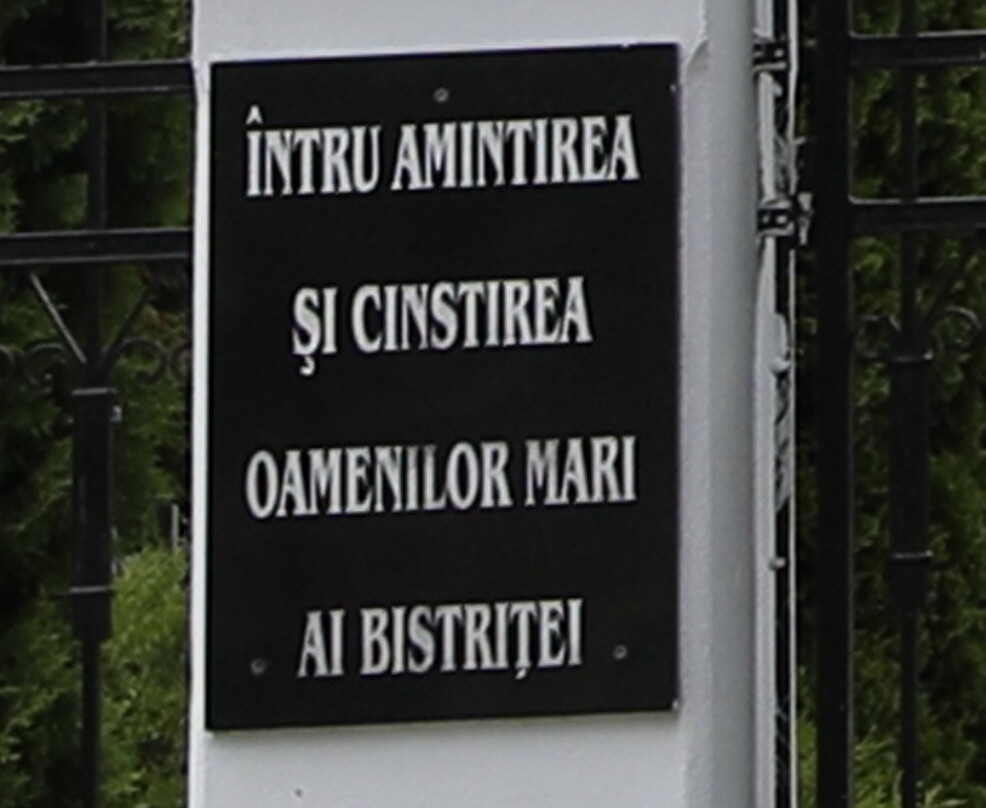 ÎNTRU AMINTIREA
ŞI CINSTIREA
OAMENILOR MARI
AI BISTRIŢEI